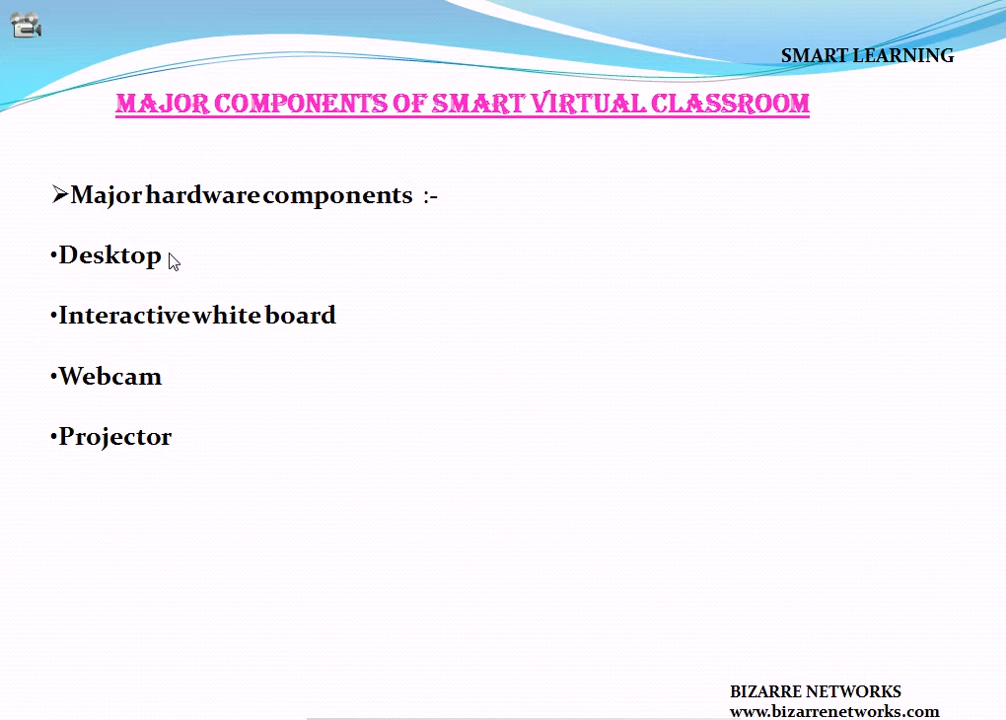 SMART LEARNING
MAJOR COMPONENTS OF SMART VIRTUAL CLASSROOM
➢Major hardware components :-
•Desktop
•Interactive white board
•Webcam
•Projector
BIZARRE NETWORKS
www.bizarrenetworks.com